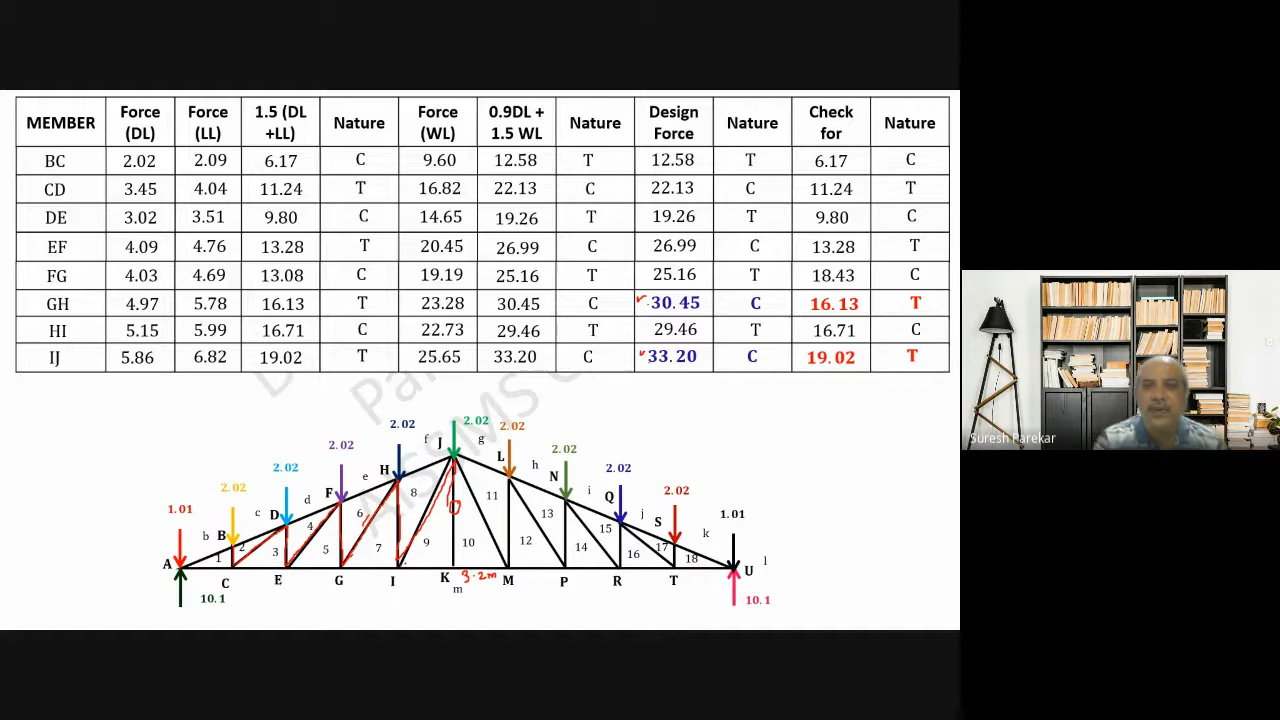 MEMBER Force (DL) Force (LL) 1.5 (DL +LL) Nature Force (WL) 0.9DL + 1.5 WL Nature Design Force Nature Check for Nature
BC 2.02 2.09 6.17 C 9.60 12.58 T 12.58 T 6.17 C
CD 3.45 4.04 11.24 T 16.82 22.13 C 22.13 C 11.24 T
DE 3.02 3.51 9.80 C 14.65 19.26 T 19.26 T 9.80 C
EF 4.09 4.76 13.28 T 20.45 26.99 C 26.99 C 13.28 T
FG 4.03 4.69 13.08 C 19.19 25.16 T 25.16 T 18.43 C
GH 4.97 5.78 16.13 T 23.28 30.45 C 30.45 C 16.13 T
HI 5.15 5.99 16.71 C 22.73 29.46 T 29.46 T 16.71 C
IJ 5.86 6.82 19.02 T 25.65 33.20 C 33.20 C 19.02 T
AISSMS
2.02
2.02 f J g 2.02
2.02 H L 2.02
2.02 e h N 2.02
2.02 d F 8 11 i Q 2.02
1.01 c D 4 6 13 j S 1.01
b B 2 15 k
1 3 5 7 9 10 12 14 16 17 18
A U l
C E G I K 3.2m M P R T
m
10.1 10.1
Suresh Parekar